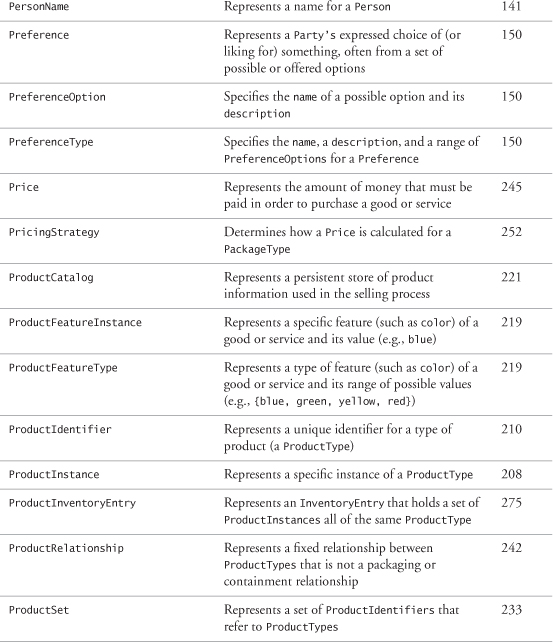 PersonName Represents a name for a Person 141
Preference Represents a Party's expressed choice of (or 150
liking for) something, often from a set of
possible or offered options
PreferenceOption Specifies the name of a possible option and its 150
description
PreferenceType Specifies the name, a description, and a range of 150
PreferenceOptions for a Preference
Price Represents the amount of money that must be 245
paid in order to purchase a good or service
PricingStrategy Determines how a Price is calculated for a 252
PackageType
ProductCatalog Represents a persistent store of product 221
information used in the selling process
ProductFeatureInstance Represents a specific feature (such as color) of a 219
good or service and its value (e.g., blue)
ProductFeatureType Represents a type of feature (such as color) of a 219
good or service and its range of possible values
(e.g., {blue, green, yellow, red})
ProductIdentifier Represents a unique identifier for a type of 210
product (a ProductType)
ProductInstance Represents a specific instance of a ProductType 208
ProductInventoryEntry Represents an InventoryEntry that holds a set of 275
ProductInstances all of the same ProductType
ProductRelationship Represents a fixed relationship between 242
ProductTypes that is not a packaging or
containment relationship
ProductSet Represents a set of ProductIdentifiers that 233
refer to ProductTypes